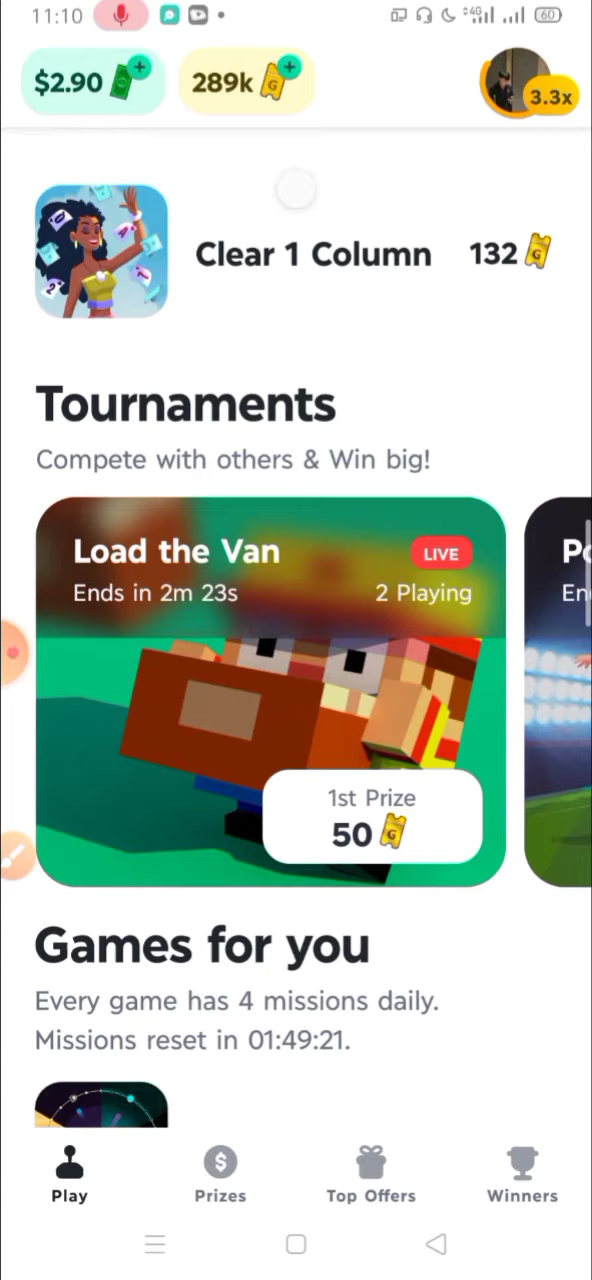 11:10
4G
60
$2.90
289k
G
3.3x
Clear 1 Column
132
G
Tournaments
Compete with others & Win big!
Load the Van
LIVE
Ends in 2m 23s
2 Playing
1st Prize
50
G
Games for you
Every game has 4 missions daily.
Missions reset in 01:49:21.
Play
Prizes
Top Offers
Winners